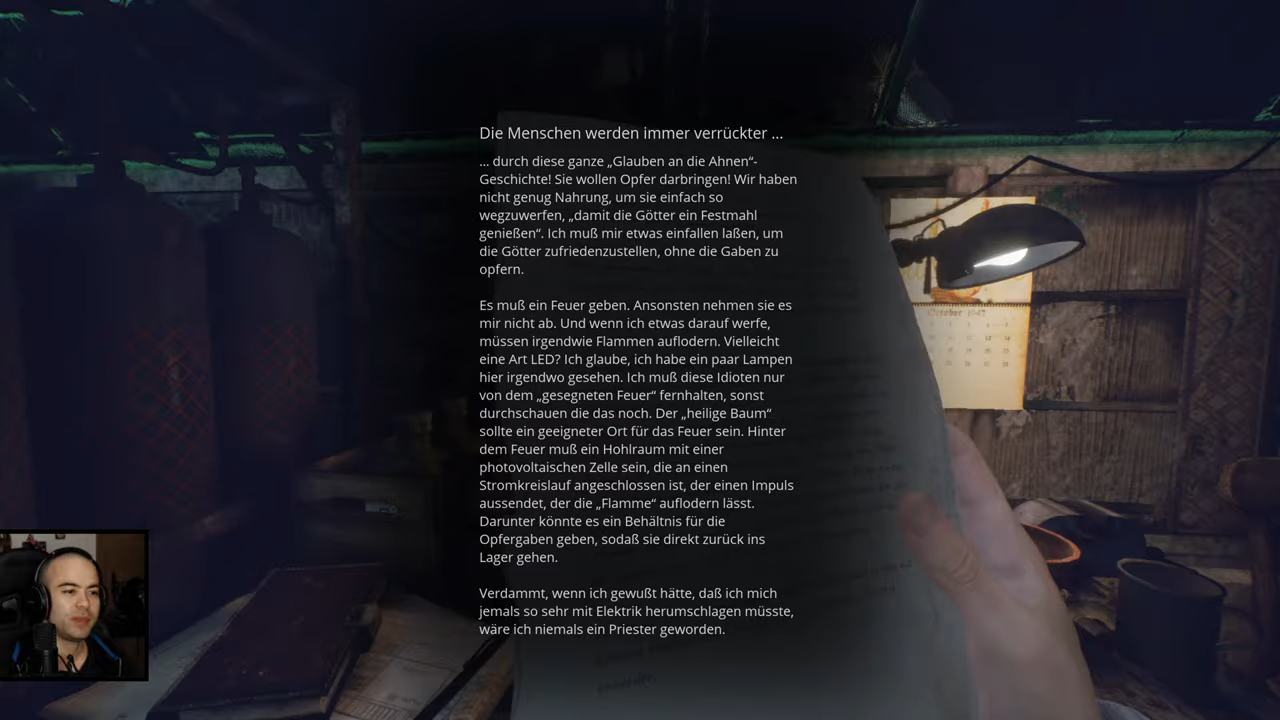 Die Menschen werden immer verrückter ...
... durch diese ganze „Glauben an die Ahnen“-
Geschichte! Sie wollen Opfer darbringen! Wir haben
nicht genug Nahrung, um sie einfach so
wegzuwerfen, „damit die Götter ein Festmahl
genießen“. Ich muß mir etwas einfallen laßen, um
die Götter zufriedenzustellen, ohne die Gaben zu
opfern.
Es muß ein Feuer geben. Ansonsten nehmen sie es
mir nicht ab. Und wenn ich etwas darauf werfe,
müssen irgendwie Flammen auflodern. Vielleicht
eine Art LED? Ich glaube, ich habe ein paar Lampen
hier irgendwo gesehen. Ich muß diese Idioten nur
von dem „gesegneten Feuer“ fernhalten, sonst
durchschauen die das noch. Der „heilige Baum“
sollte ein geeigneter Ort für das Feuer sein. Hinter
dem Feuer muß ein Hohlraum mit einer
photovoltaischen Zelle sein, die an einen
Stromkreislauf angeschlossen ist, der einen Impuls
aussendet, der die „Flamme“ auflodern lässt.
Darunter könnte es ein Behältnis für die
Opfergaben geben, sodaß sie direkt zurück ins
Lager gehen.
Verdammt, wenn ich gewußt hätte, daß ich mich
jemals so sehr mit Elektrik herumschlagen müsste,
wäre ich niemals ein Priester geworden.
October 1947